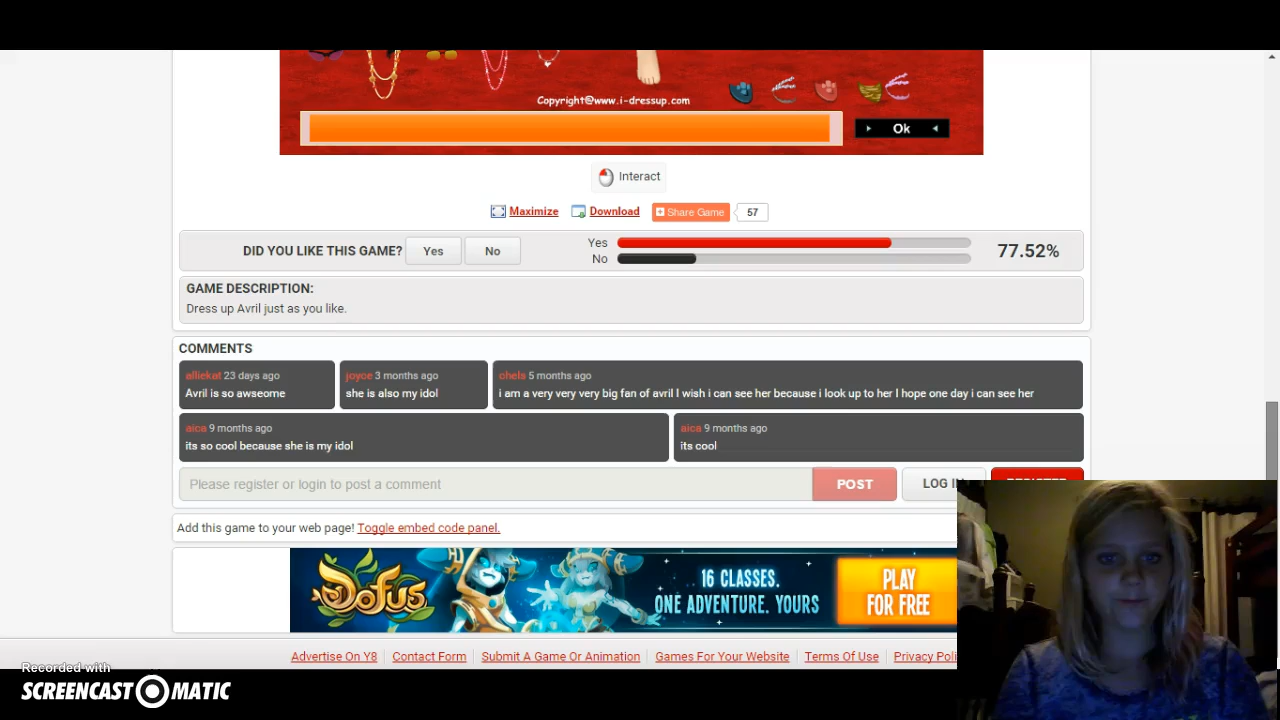 Copyright@www.i-dressup.com
Ok
Interact
Maximize Download Share Game 57
DID YOU LIKE THIS GAME? Yes No Yes 77.52%
No
GAME DESCRIPTION:
Dress up Avril just as you like.
COMMENTS
alliekat 23 days ago
Avril is so awseome
joyce 3 months ago
she is also my idol
chels 5 months ago
i am a very very very big fan of avril I wish i can see her because i look up to her I hope one day i can see her
aica 9 months ago
its so cool because she is my idol
aica 9 months ago
its cool
Please register or login to post a comment POST LOG IN REGISTER
Add this game to your web page! Toggle embed code panel.
DOFUS
16 CLASSES.
ONE ADVENTURE. YOURS
PLAY
FOR FREE
Advertise On Y8 Contact Form Submit A Game Or Animation Games For Your Website Terms Of Use Privacy Poli
Recorded with
SCREENCAST MATIC